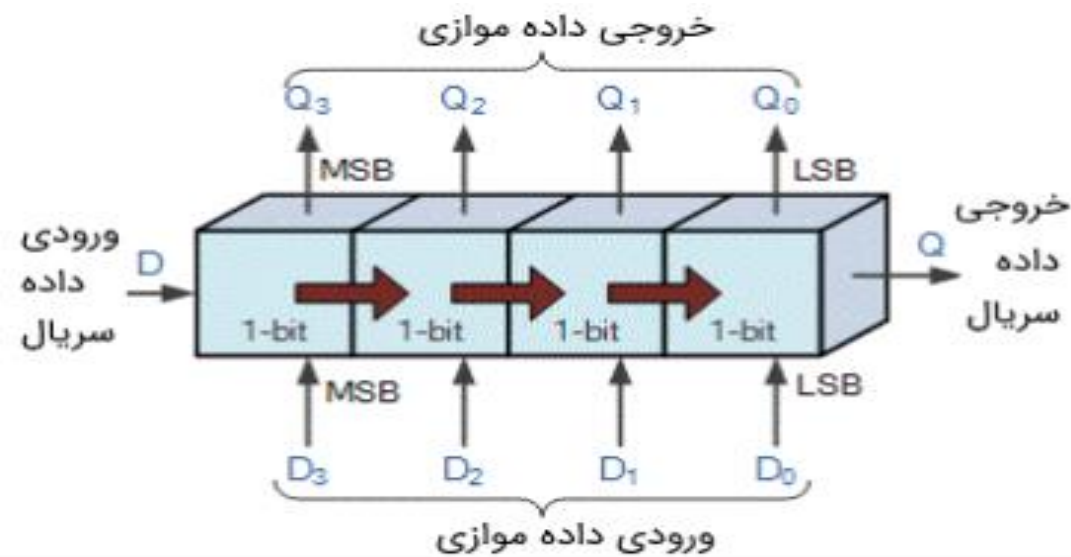 خروجی داده موازی
Q₃ Q₂ Q₁ Q₀
MSB LSB
ورودی
داده
سریال
D
1-bit 1-bit 1-bit 1-bit
Q
خروجی
داده
سریال
MSB LSB
D₃ D₂ D₁ D₀
ورودی داده موازی